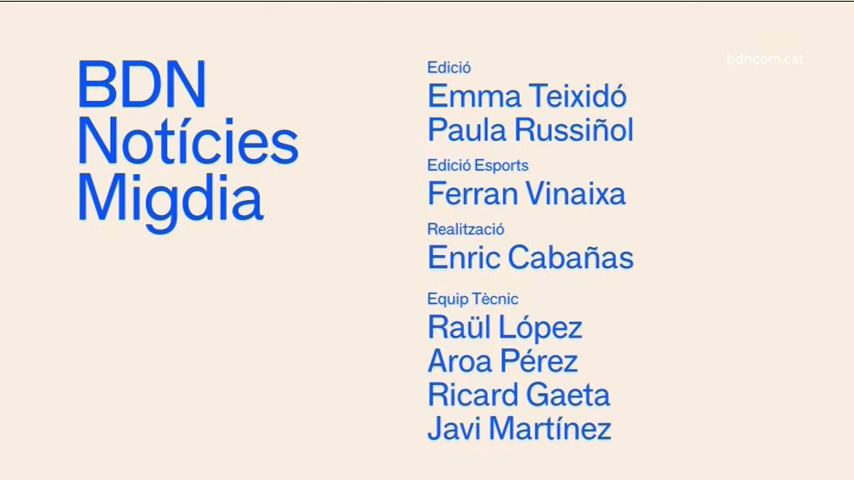 BDN
Notícies
Migdia
Edició
Emma Teixidó
Paula Russiñol
Edició Esports
Ferran Vinaixa
Realització
Enric Cabañas
Equip Tècnic
Raül López
Aroa Pérez
Ricard Gaeta
Javi Martínez
bdncom.cat